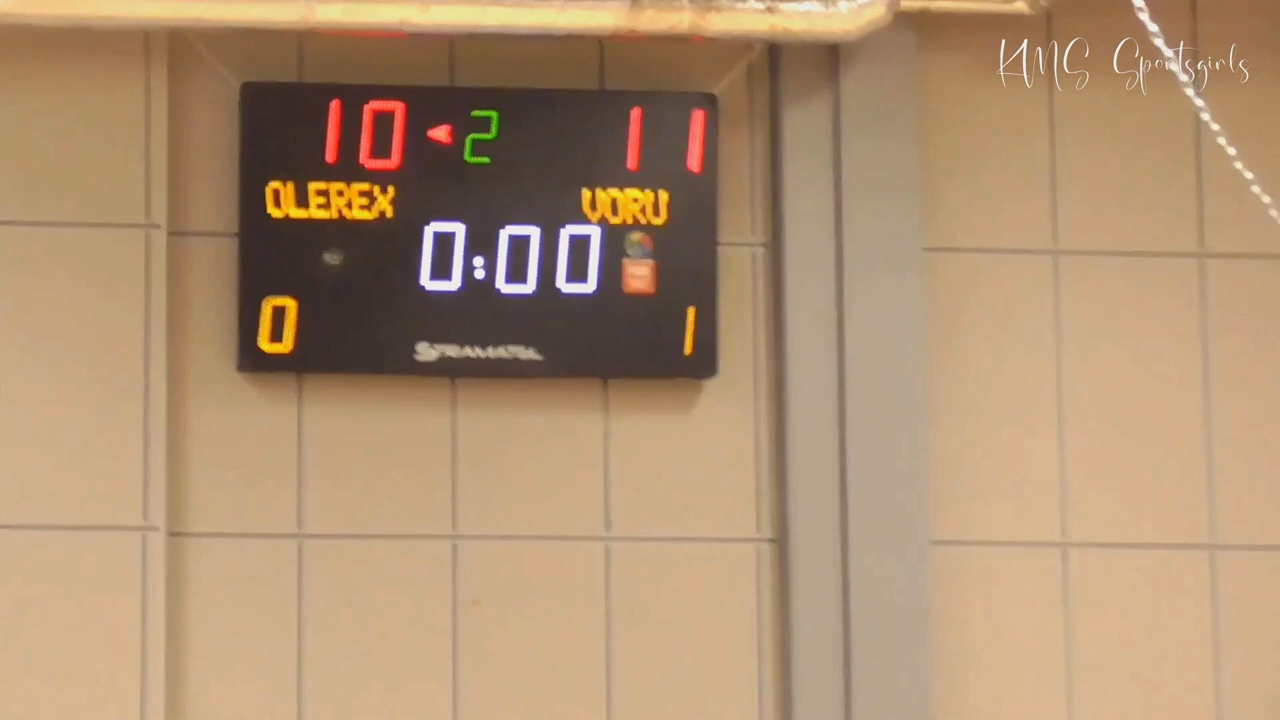 KMS Sportsgirls
10 2 11
OLEREX VORU
0:00
0 1
STRAMATEL